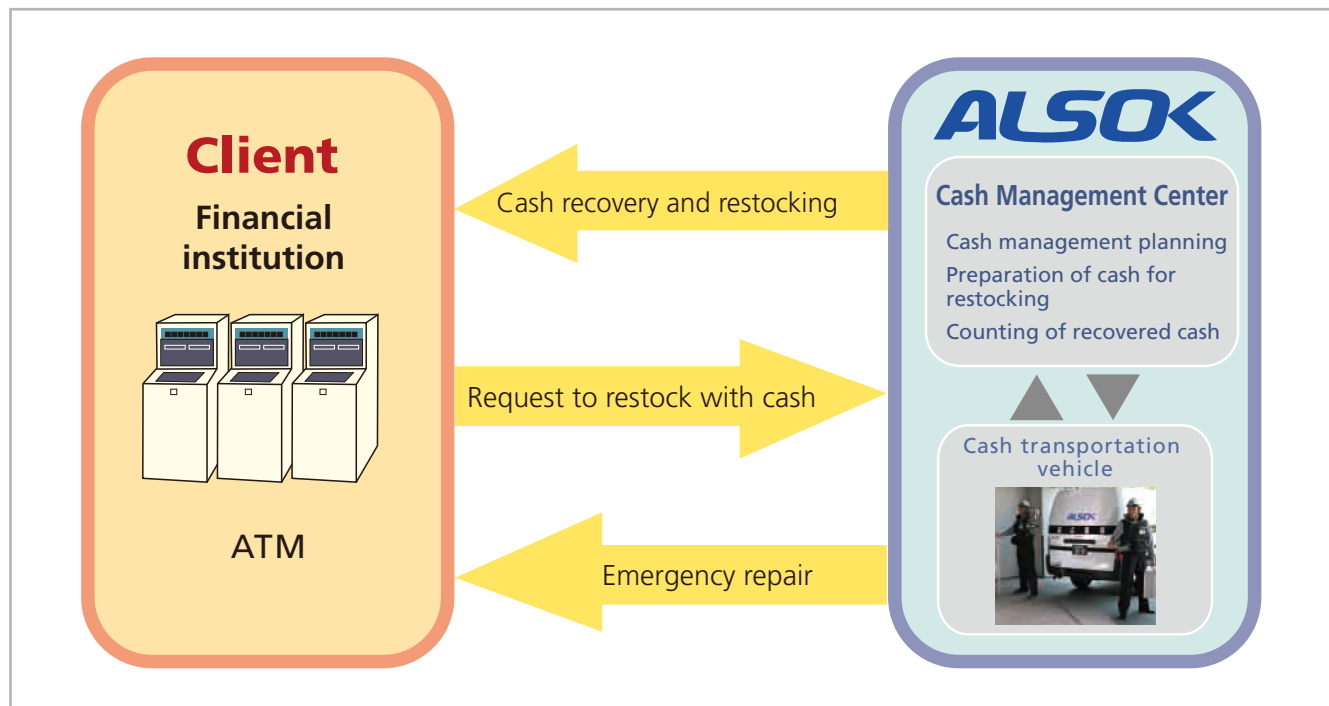 Client
Financial
institution
ATM
Cash recovery and restocking
Request to restock with cash
Emergency repair
ALSOK
Cash Management Center
Cash management planning
Preparation of cash for
restocking
Counting of recovered cash
Cash transportation
vehicle
ALSOK